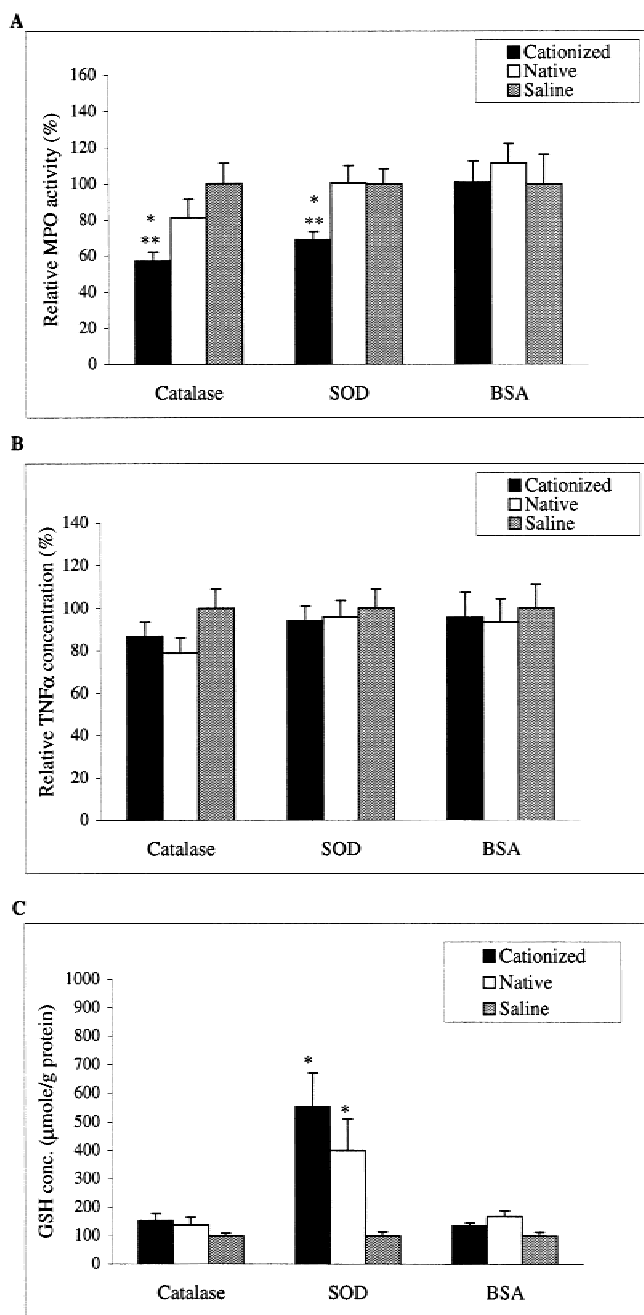 A
Cationized
Native
Saline
Relative MPO activity (%)
160
140
120
100
80
60
40
20
0
*
**
*
**
Catalase SOD BSA
B
Cationized
Native
Saline
Relative TNFα concentration (%)
140
120
100
80
60
40
20
0
Catalase SOD BSA
C
Cationized
Native
Saline
GSH conc. (μmole/g protein)
1000
900
800
700
600
500
400
300
200
100
0
*
*
Catalase SOD BSA